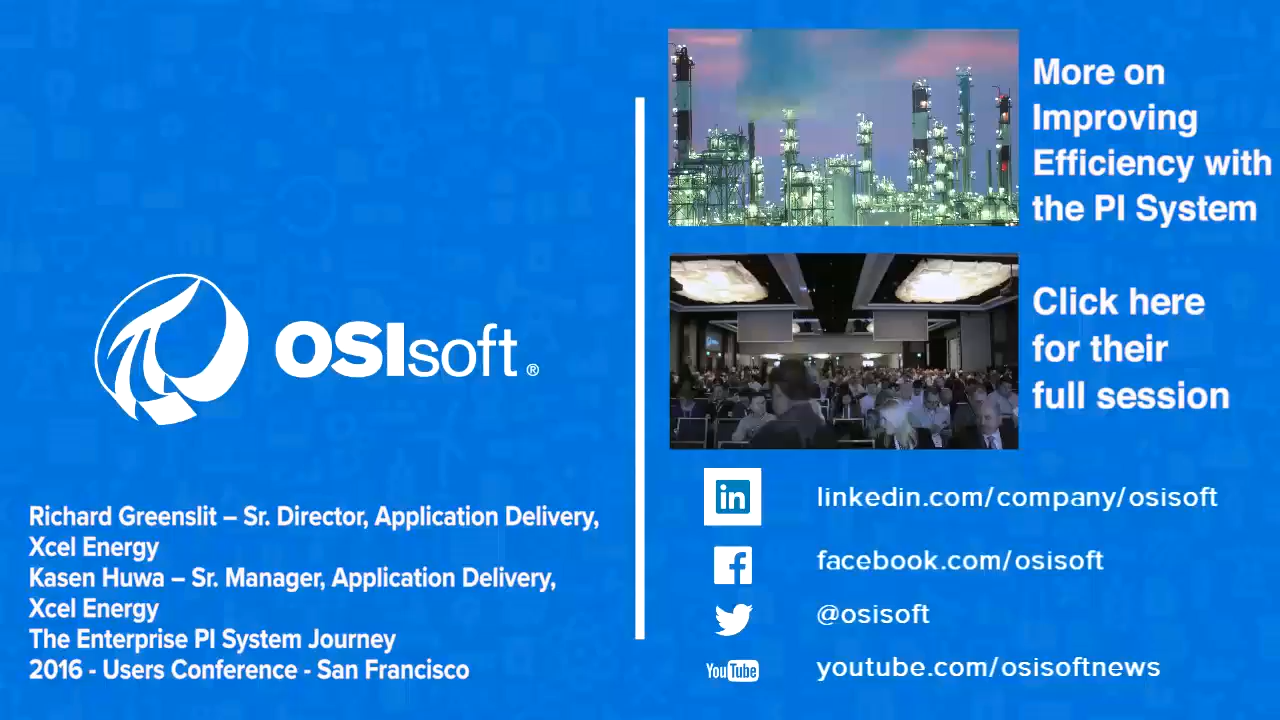 OSIsoft®
Richard Greenslit – Sr. Director, Application Delivery,
Xcel Energy
Kasen Huwa – Sr. Manager, Application Delivery,
Xcel Energy
The Enterprise PI System Journey
2016 - Users Conference - San Francisco
More on
Improving
Efficiency with
the PI System
Click here
for their
full session
in linkedin.com/company/osisoft
f facebook.com/osisoft
@osisoft
YouTube youtube.com/osisoftnews